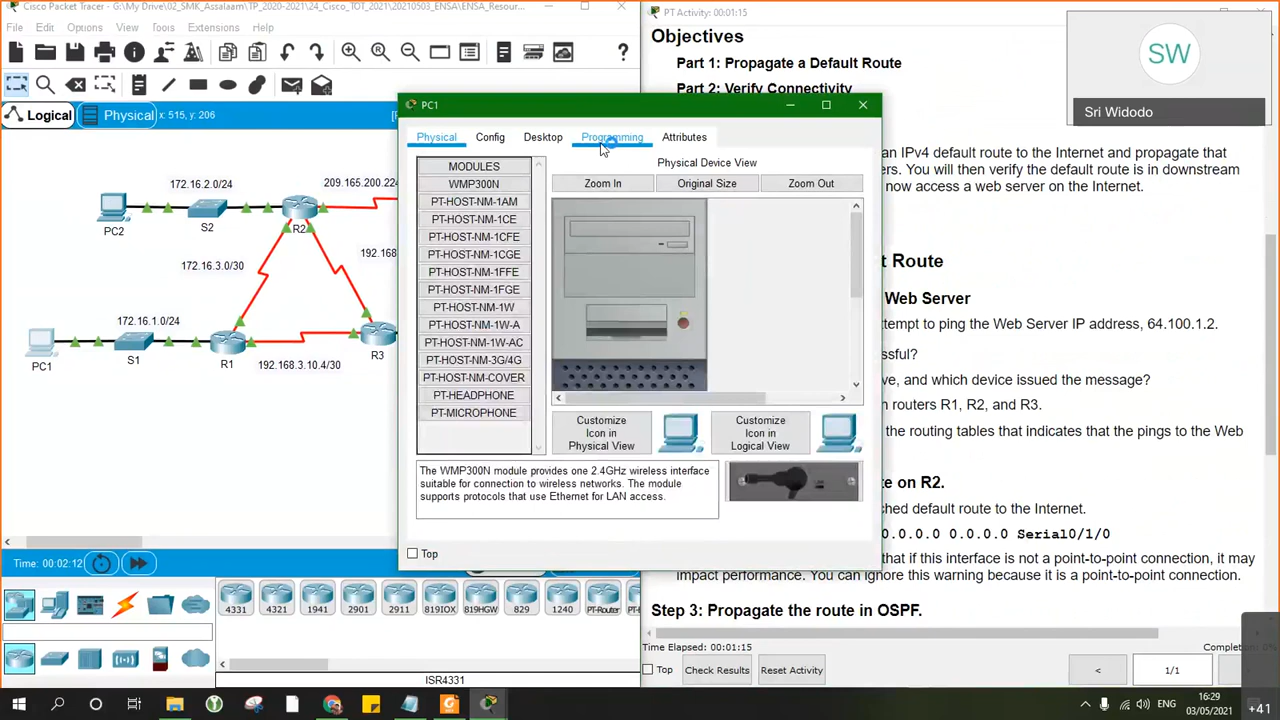 Cisco Packet Tracer - G:\My Drive\02_SMK_Assalaam\TP_2020-2021\24_Cisco_TOT_2021\20210503_ENSA\ENSA_Resour...
File Edit Options View Tools Extensions Help
Logical Physical x: 515, y: 206
172.16.2.0/24
209.165.200.224
PC2
S2
R2
172.16.3.0/30
192.168
172.16.1.0/24
PC1
S1
R1
R3
192.168.3.10.4/30
Time: 00:02:12
4331 4321 1941 2901 2911 819IOX 819HGW 829 1240 PT-Router
ISR4331
PC1
Physical Config Desktop Programming Attributes
MODULES
WMP300N
PT-HOST-NM-1AM
PT-HOST-NM-1CE
PT-HOST-NM-1CFE
PT-HOST-NM-1CGE
PT-HOST-NM-1FFE
PT-HOST-NM-1FGE
PT-HOST-NM-1W
PT-HOST-NM-1W-A
PT-HOST-NM-1W-AC
PT-HOST-NM-3G/4G
PT-HOST-NM-COVER
PT-HEADPHONE
PT-MICROPHONE
Physical Device View
Zoom In Original Size Zoom Out
Customize
Icon in
Physical View
Customize
Icon in
Logical View
The WMP300N module provides one 2.4GHz wireless interface
suitable for connection to wireless networks. The module
supports protocols that use Ethernet for LAN access.
Top
PT Activity: 00:01:15
Objectives
Part 1: Propagate a Default Route
Part 2: Verify Connectivity
an IPv4 default route to the Internet and propagate that
ers. You will then verify the default route is in downstream
now access a web server on the Internet.
t Route
Web Server
ttempt to ping the Web Server IP address, 64.100.1.2.
ssful?
ve, and which device issued the message?
n routers R1, R2, and R3.
the routing tables that indicates that the pings to the Web
te on R2.
ched default route to the Internet.
0.0.0.0 0.0.0.0 Serial0/1/0
that if this interface is not a point-to-point connection, it may
impact performance. You can ignore this warning because it is a point-to-point connection.
Step 3: Propagate the route in OSPF.
Time Elapsed: 00:01:15
Completion: 0%
Top Check Results Reset Activity < 1/1
SW
Sri Widodo
ENG
16:29
03/05/2021
+41